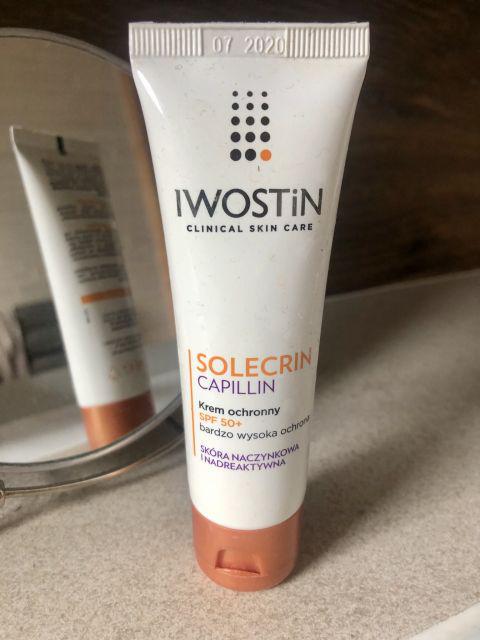 07 2020
IWOSTiN
CLINICAL SKIN CARE
SOLECRIN
CAPILLIN
Krem ochronny
SPF 50+
bardzo wysoka ochrona
SKÓRA NACZYNKOWA
I NADREAKTYWNA